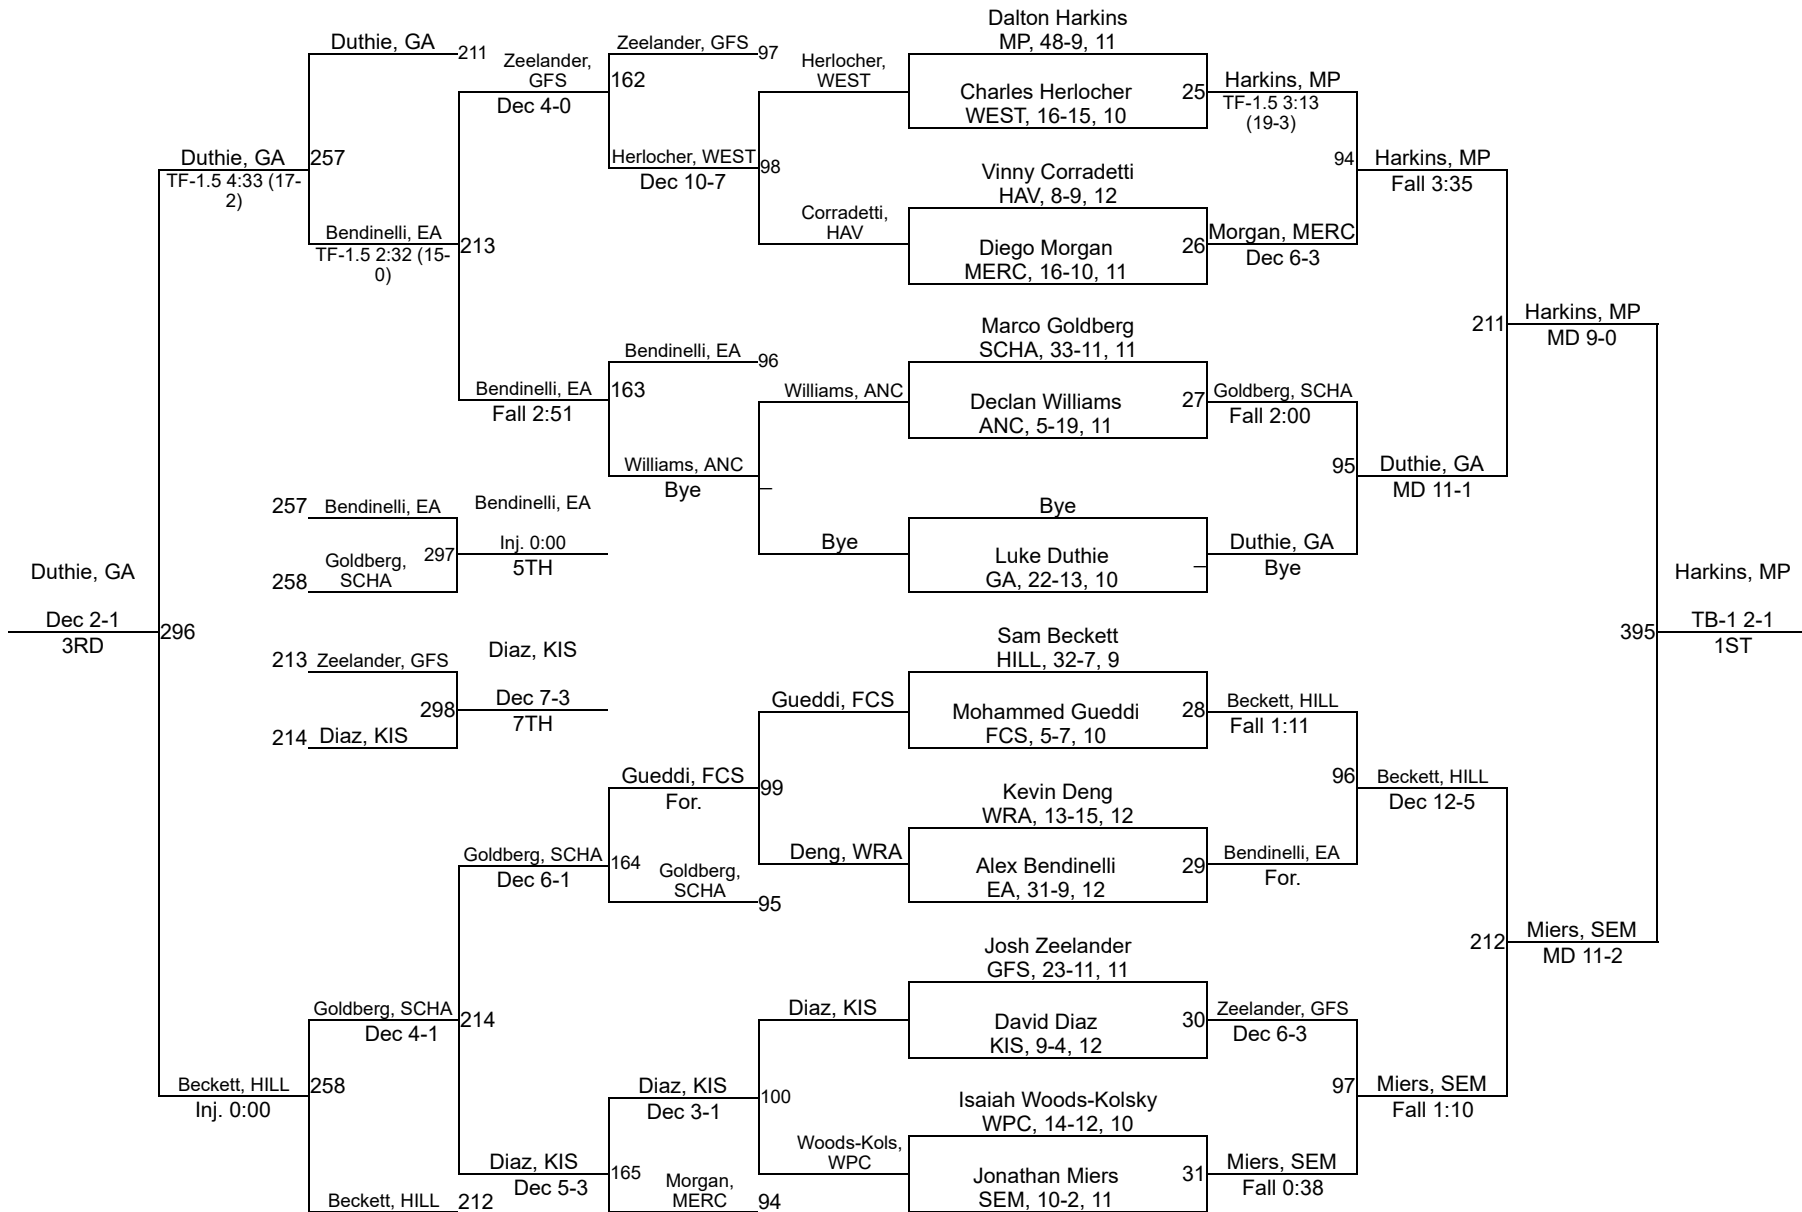 Dalton Harkins
MP, 48-9, 11
Duthie, GA
211
Zeelander, GFS
97
Zeelander,
GFS
162
Dec 4-0
Herlocher,
WEST
Charles Herlocher
WEST, 16-15, 10
25
Harkins, MP
TF-1.5 3:13
(19-3)
Duthie, GA
257
TF-1.5 4:33 (17-
2)
Herlocher, WEST
98
Dec 10-7
Vinny Corradetti
HAV, 8-9, 12
94
Harkins, MP
Fall 3:35
Bendinelli, EA
213
TF-1.5 2:32 (15-
0)
Corradetti,
HAV
Diego Morgan
MERC, 16-10, 11
26
Morgan, MERC
Dec 6-3
Marco Goldberg
SCHA, 33-11, 11
211
Harkins, MP
MD 9-0
Bendinelli, EA
96
Bendinelli, EA
163
Fall 2:51
Williams, ANC
Declan Williams
ANC, 5-19, 11
27
Goldberg, SCHA
Fall 2:00
Williams, ANC
Bye
–
95
Duthie, GA
MD 11-1
257
Bendinelli, EA
Bendinelli, EA
Bye
Goldberg,
SCHA
297
Inj. 0:00
5TH
258
Bye
Luke Duthie
GA, 22-13, 10
–
Duthie, GA
Bye
Duthie, GA
Dec 2-1
3RD
296
Harkins, MP
395
TB-1 2-1
1ST
Sam Beckett
HILL, 32-7, 9
213
Zeelander, GFS
Diaz, KIS
298
Dec 7-3
7TH
214
Diaz, KIS
Gueddi, FCS
Mohammed Gueddi
FCS, 5-7, 10
28
Beckett, HILL
Fall 1:11
Gueddi, FCS
99
For.
Kevin Deng
WRA, 13-15, 12
96
Beckett, HILL
Dec 12-5
Goldberg, SCHA
164
Dec 6-1
Goldberg,
SCHA
95
Deng, WRA
Alex Bendinelli
EA, 31-9, 12
29
Bendinelli, EA
For.
Josh Zeelander
GFS, 23-11, 11
212
Miers, SEM
MD 11-2
Goldberg, SCHA
214
Dec 4-1
Diaz, KIS
David Diaz
KIS, 9-4, 12
30
Zeelander, GFS
Dec 6-3
Beckett, HILL
258
Inj. 0:00
Diaz, KIS
100
Dec 3-1
Isaiah Woods-Kolsky
WPC, 14-12, 10
97
Miers, SEM
Fall 1:10
Diaz, KIS
165
Dec 5-3
Woods-Kols,
WPC
Jonathan Miers
SEM, 10-2, 11
31
Miers, SEM
Fall 0:38
Beckett, HILL
212
Morgan,
MERC
94